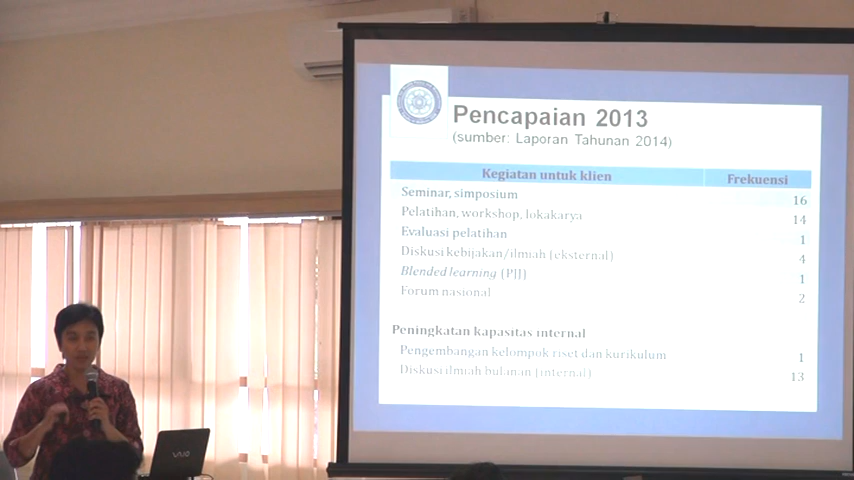 Pencapaian 2013
(sumber: Laporan Tahunan 2014)
Kegiatan untuk klien Frekuensi
Seminar, simposium 16
Pelatihan, workshop, lokakarya 14
Evaluasi pelatihan 1
Diskusi kebijakan/ilmiah (eksternal) 4
Blended learning (PJJ) 1
Forum nasional 2
Peningkatan kapasitas internal
Pengembangan kelompok riset dan kurikulum 1
Diskusi ilmiah bulanan (internal) 13
VAIO